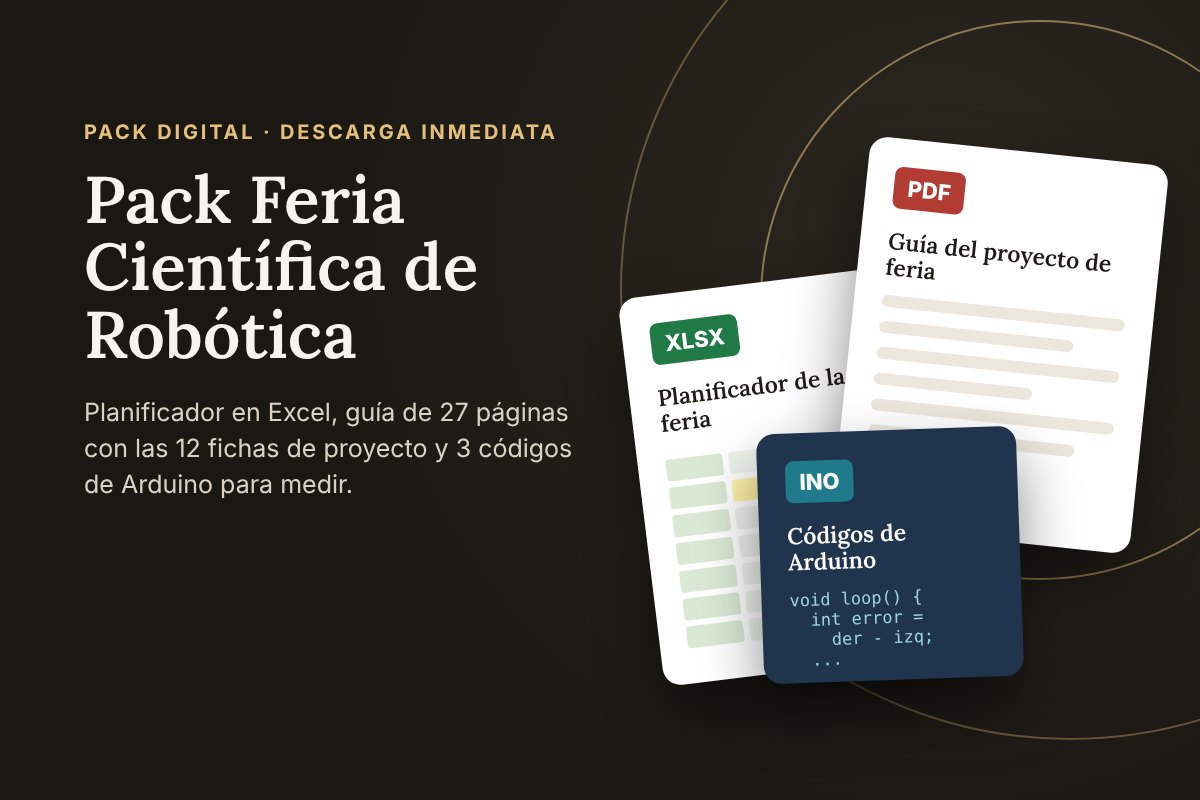 PACK DIGITAL · DESCARGA INMEDIATA
Pack Feria
Científica de
Robótica
Planificador en Excel, guía de 27 páginas
con las 12 fichas de proyecto y 3 códigos
de Arduino para medir.
PDF
Guía del proyecto de
feria
XLSX
Planificador de la
feria
INO
Códigos de
Arduino
void loop() {
  int error =
    der - izq;
  ...